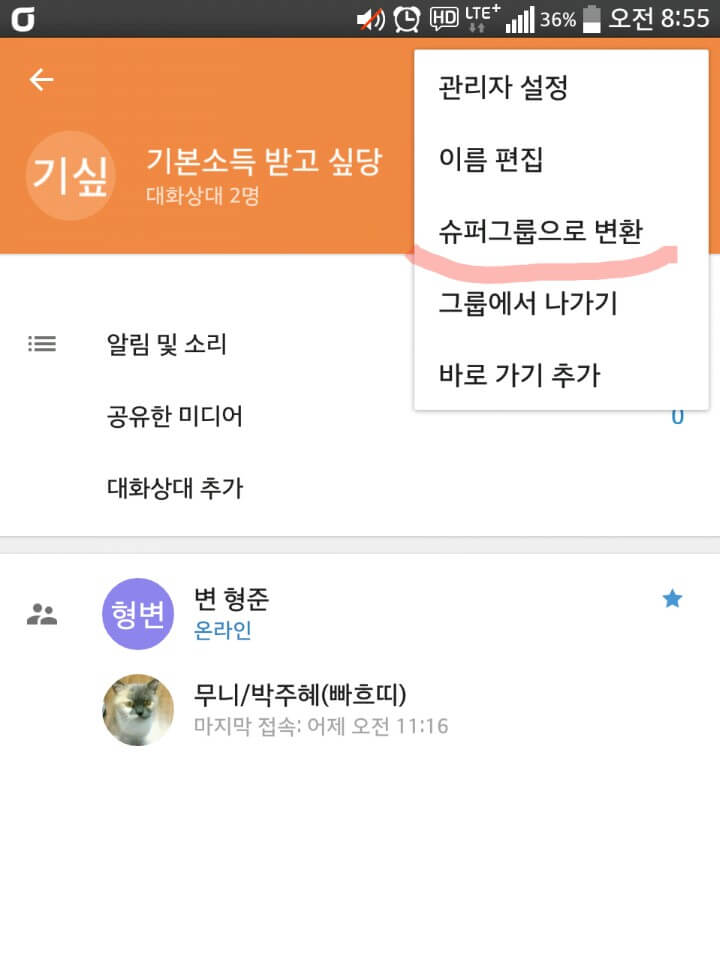 HD LTE+ 36% 오전 8:55
관리자 설정
이름 편집
슈퍼그룹으로 변환
그룹에서 나가기
바로 가기 추가
기싶
기본소득 받고 싶당
대화상대 2명
알림 및 소리
공유한 미디어 0
대화상대 추가
형변
변 형준
온라인
무니/박주혜(빠흐띠)
마지막 접속: 어제 오전 11:16